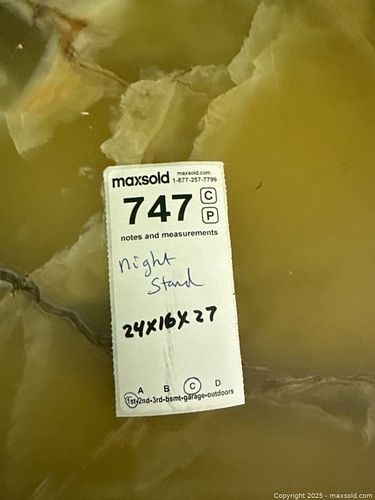 maxsold
maxsold.com
1-877-257-7799
747
C
P
notes and measurements
night
Stand
24X16X27
A B C D
1st-2nd-3rd-bsmt-garage-outdoors
Copyright 2025 - maxsold.com